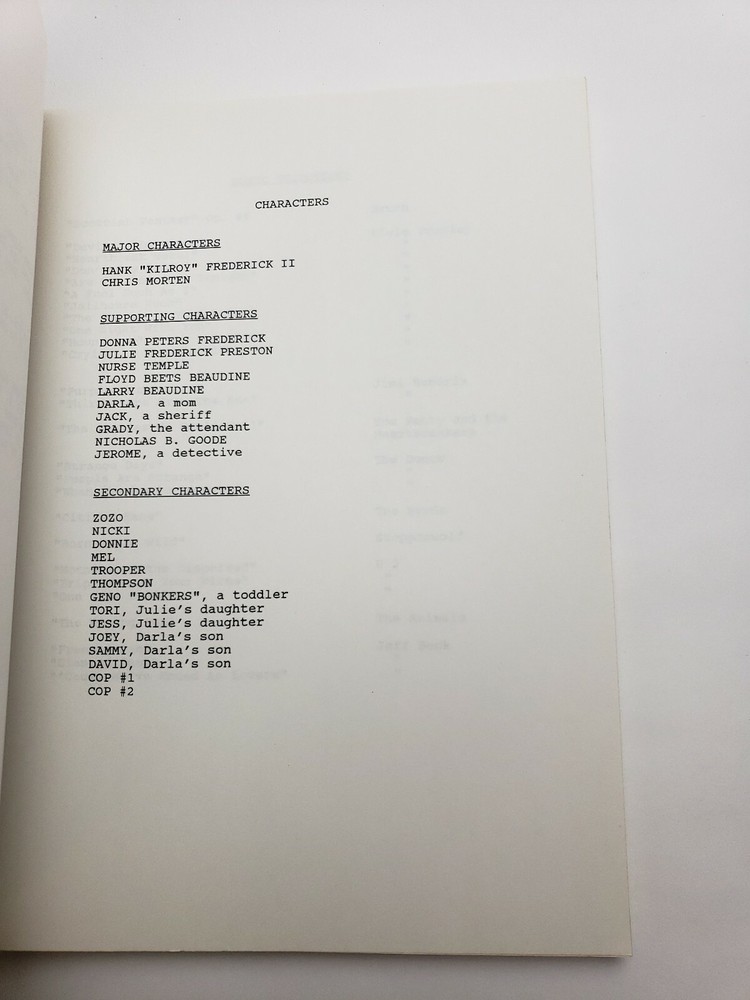 CHARACTERS
MAJOR CHARACTERS
HANK "KILROY" FREDERICK II
CHRIS MORTEN
SUPPORTING CHARACTERS
DONNA PETERS FREDERICK
JULIE FREDERICK PRESTON
NURSE TEMPLE
FLOYD BEETS BEAUDINE
LARRY BEAUDINE
DARLA, a mom
JACK, a sheriff
GRADY, the attendant
NICHOLAS B. GOODE
JEROME, a detective
SECONDARY CHARACTERS
ZOZO
NICKI
DONNIE
MEL
TROOPER
THOMPSON
GENO "BONKERS", a toddler
TORI, Julie's daughter
JESS, Julie's daughter
JOEY, Darla's son
SAMMY, Darla's son
DAVID, Darla's son
COP #1
COP #2